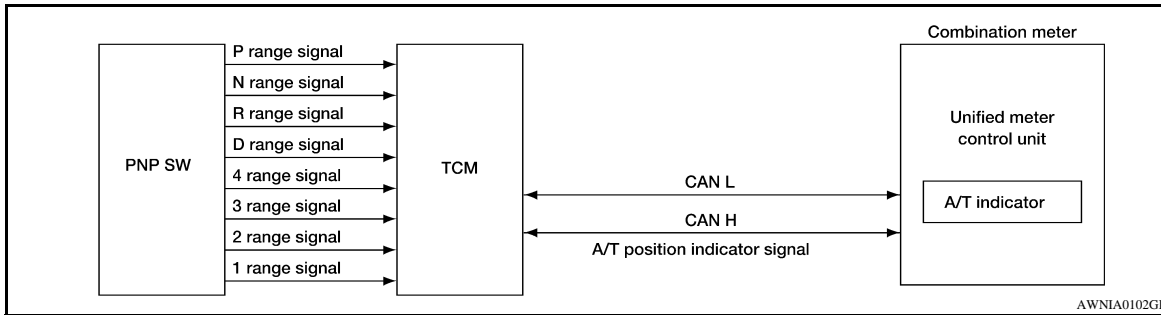 Combination meter
P range signal
N range signal
R range signal
D range signal
4 range signal
3 range signal
2 range signal
1 range signal
PNP SW
TCM
CAN L
CAN H
A/T position indicator signal
Unified meter
control unit
A/T indicator